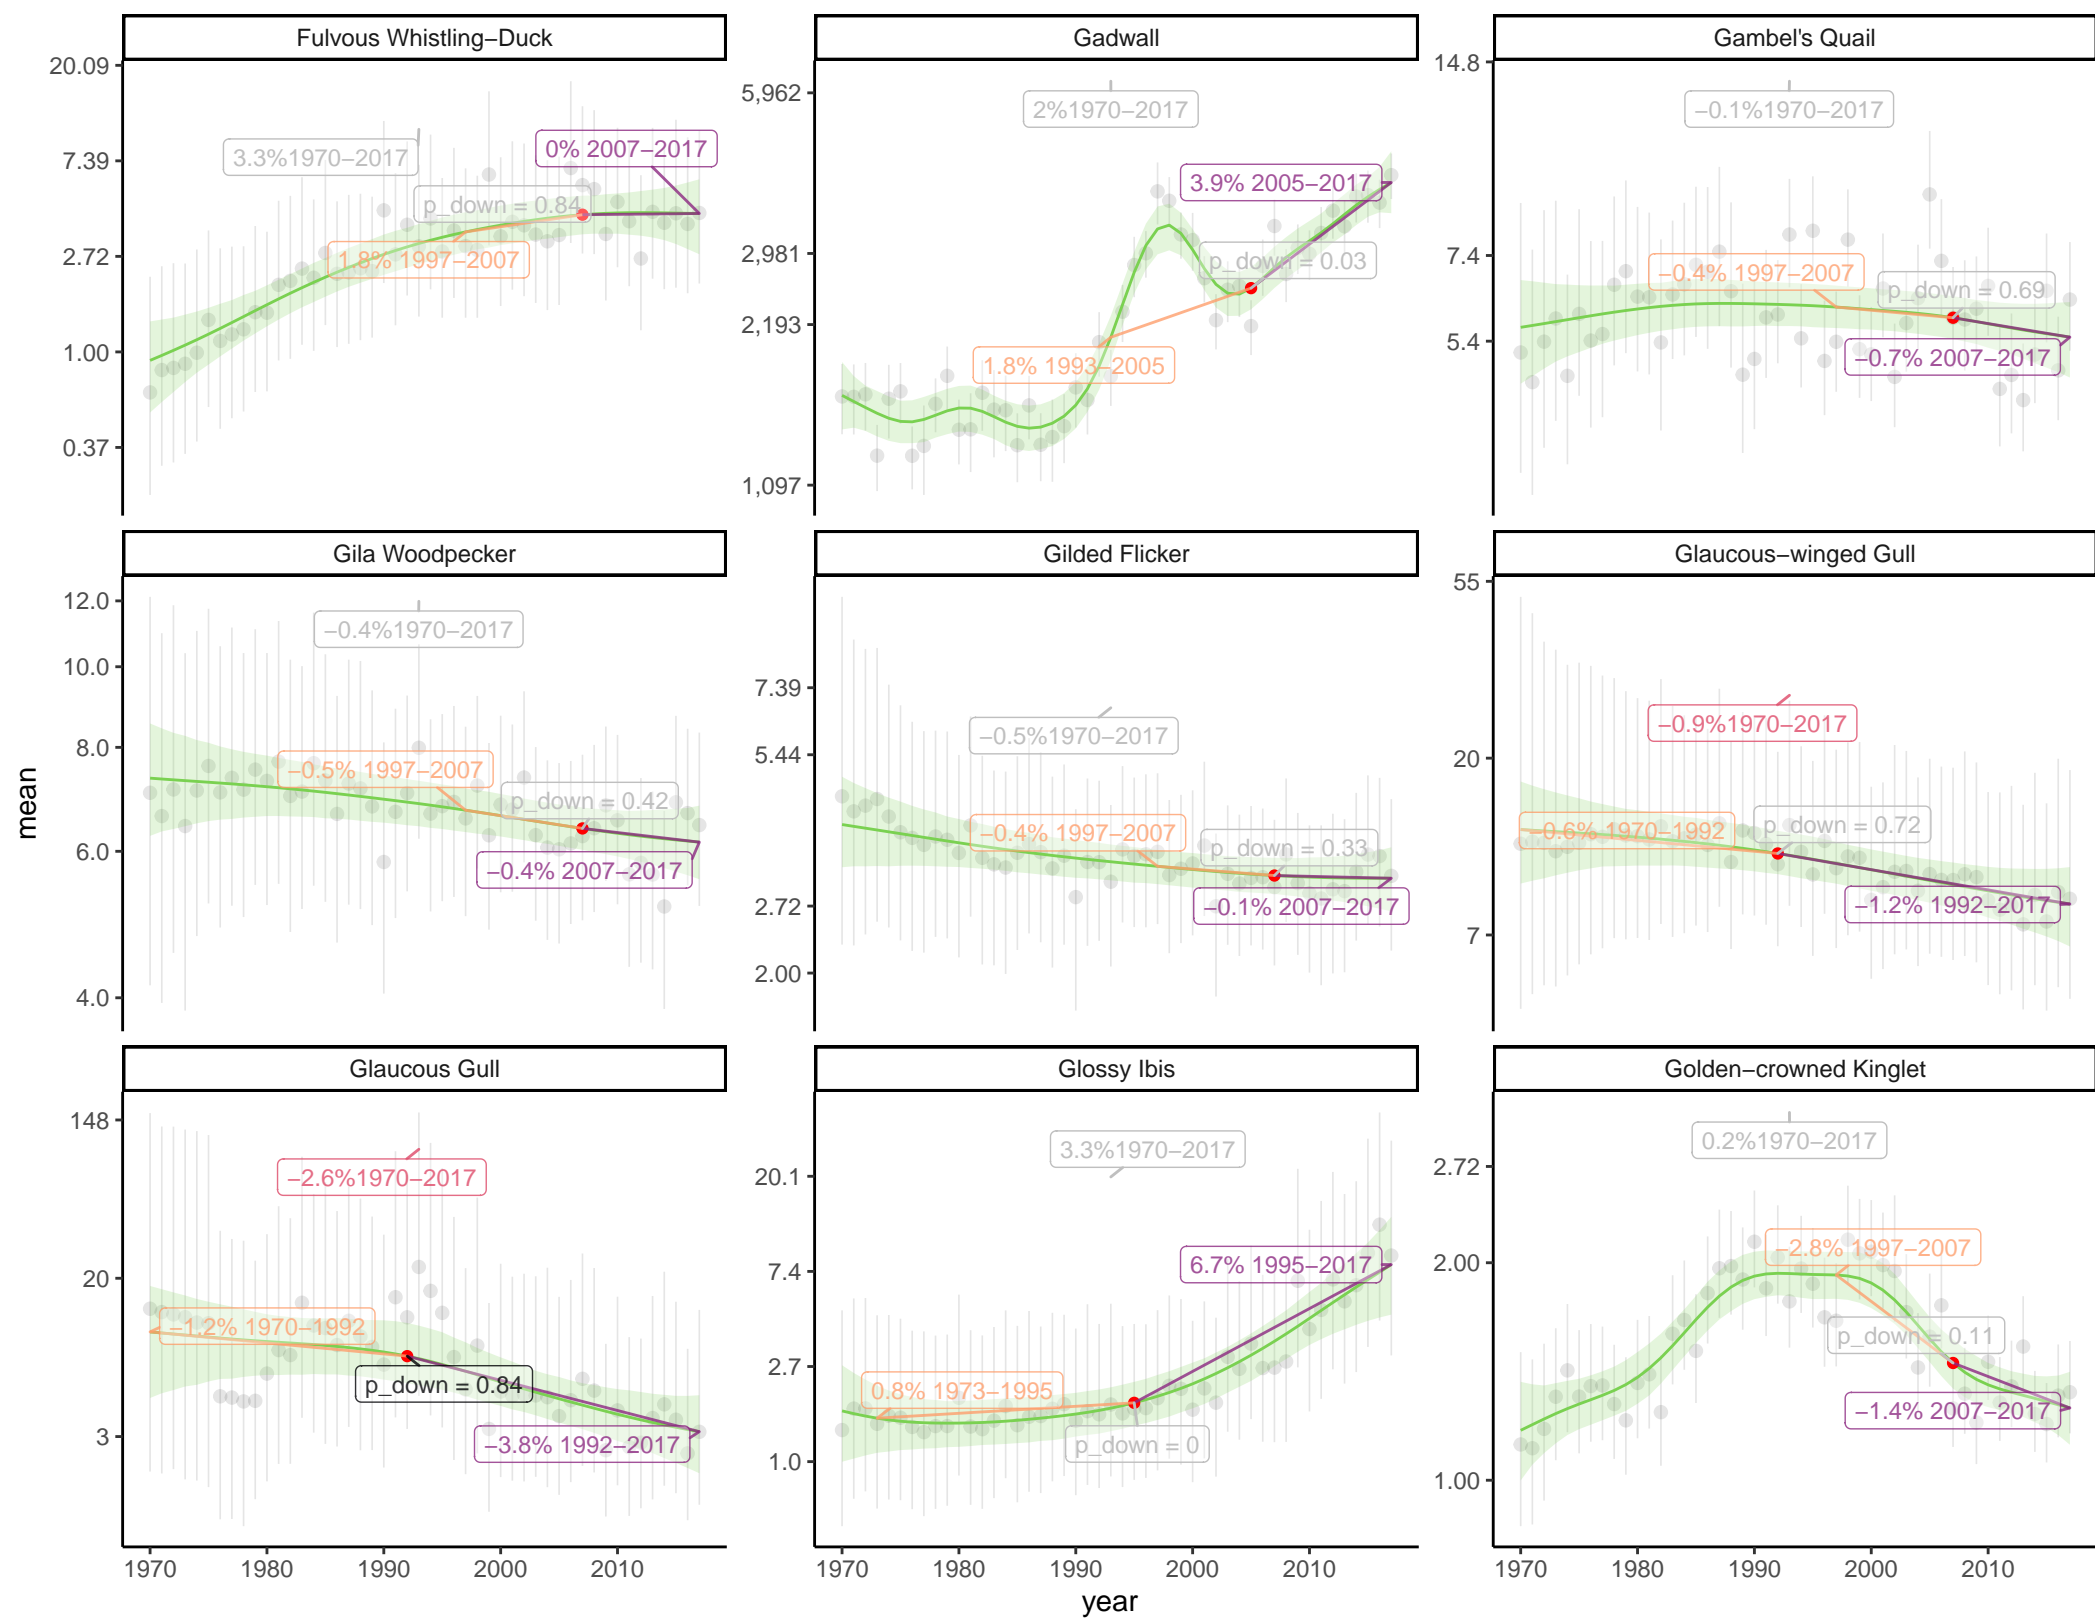 Fulvous Whistling−Duck
Gadwall
Gambel's Quail
20.09
7.39
2.72
1.00
0.37
3.3%1970−2017
0% 2007−2017
p_down = 0.84
1.8% 1997−2007
5,962
2,981
2,193
1,097
2%1970−2017
3.9% 2005−2017
p_down = 0.03
1.8% 1993−2005
14.8
7.4
5.4
−0.1%1970−2017
−0.4% 1997−2007
p_down = 0.69
−0.7% 2007−2017
Gila Woodpecker
Gilded Flicker
Glaucous−winged Gull
mean
12.0
10.0
8.0
6.0
4.0
−0.4%1970−2017
−0.5% 1997−2007
p_down = 0.42
−0.4% 2007−2017
7.39
5.44
2.72
2.00
−0.5%1970−2017
−0.4% 1997−2007
p_down = 0.33
−0.1% 2007−2017
55
20
7
−0.9%1970−2017
−0.6% 1970−1992
p_down = 0.72
−1.2% 1992−2017
Glaucous Gull
Glossy Ibis
Golden−crowned Kinglet
148
20
3
−2.6%1970−2017
−1.2% 1970−1992
p_down = 0.84
−3.8% 1992−2017
20.1
7.4
2.7
1.0
3.3%1970−2017
6.7% 1995−2017
0.8% 1973−1995
p_down = 0
2.72
2.00
1.00
0.2%1970−2017
−2.8% 1997−2007
p_down = 0.11
−1.4% 2007−2017
1970 1980 1990 2000 2010
1970 1980 1990 2000 2010
1970 1980 1990 2000 2010
year